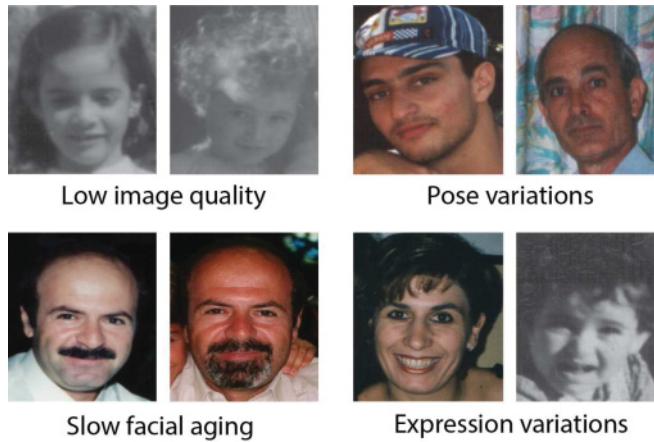 Low image quality
Pose variations
Slow facial aging
Expression variations